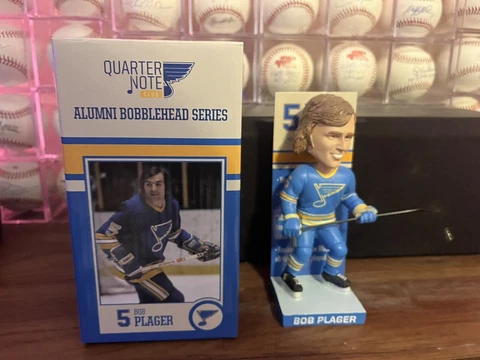 QUARTER
NOTE
ALUMNI BOBBLEHEAD SERIES
5 BOB
PLAGER
5
BOB PLAGER